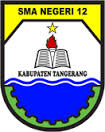 SMA NEGERI 12
KABUPATEN TANGERANG